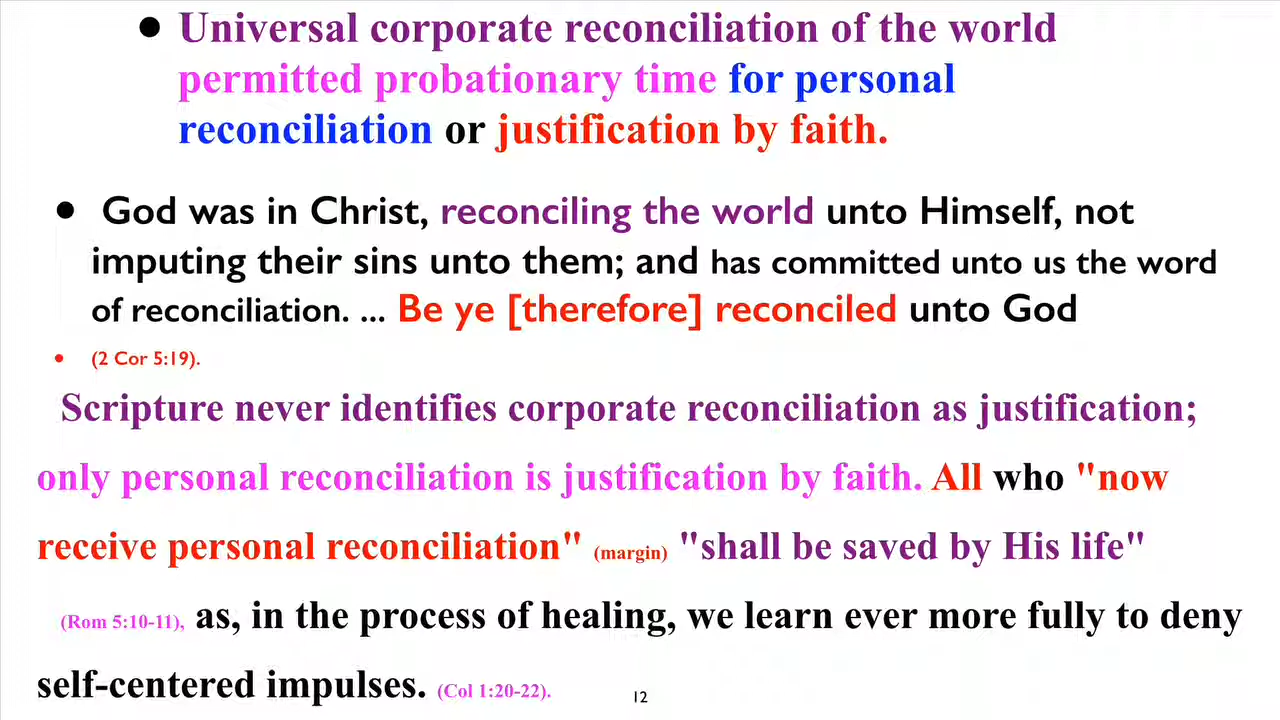 • Universal corporate reconciliation of the world
permitted probationary time for personal
reconciliation or justification by faith.
• God was in Christ, reconciling the world unto Himself, not
imputing their sins unto them; and has committed unto us the word
of reconciliation. ... Be ye [therefore] reconciled unto God
• (2 Cor 5:19).
Scripture never identifies corporate reconciliation as justification;
only personal reconciliation is justification by faith. All who "now
receive personal reconciliation" (margin) "shall be saved by His life"
(Rom 5:10-11), as, in the process of healing, we learn ever more fully to deny
self-centered impulses. (Col 1:20-22).
12